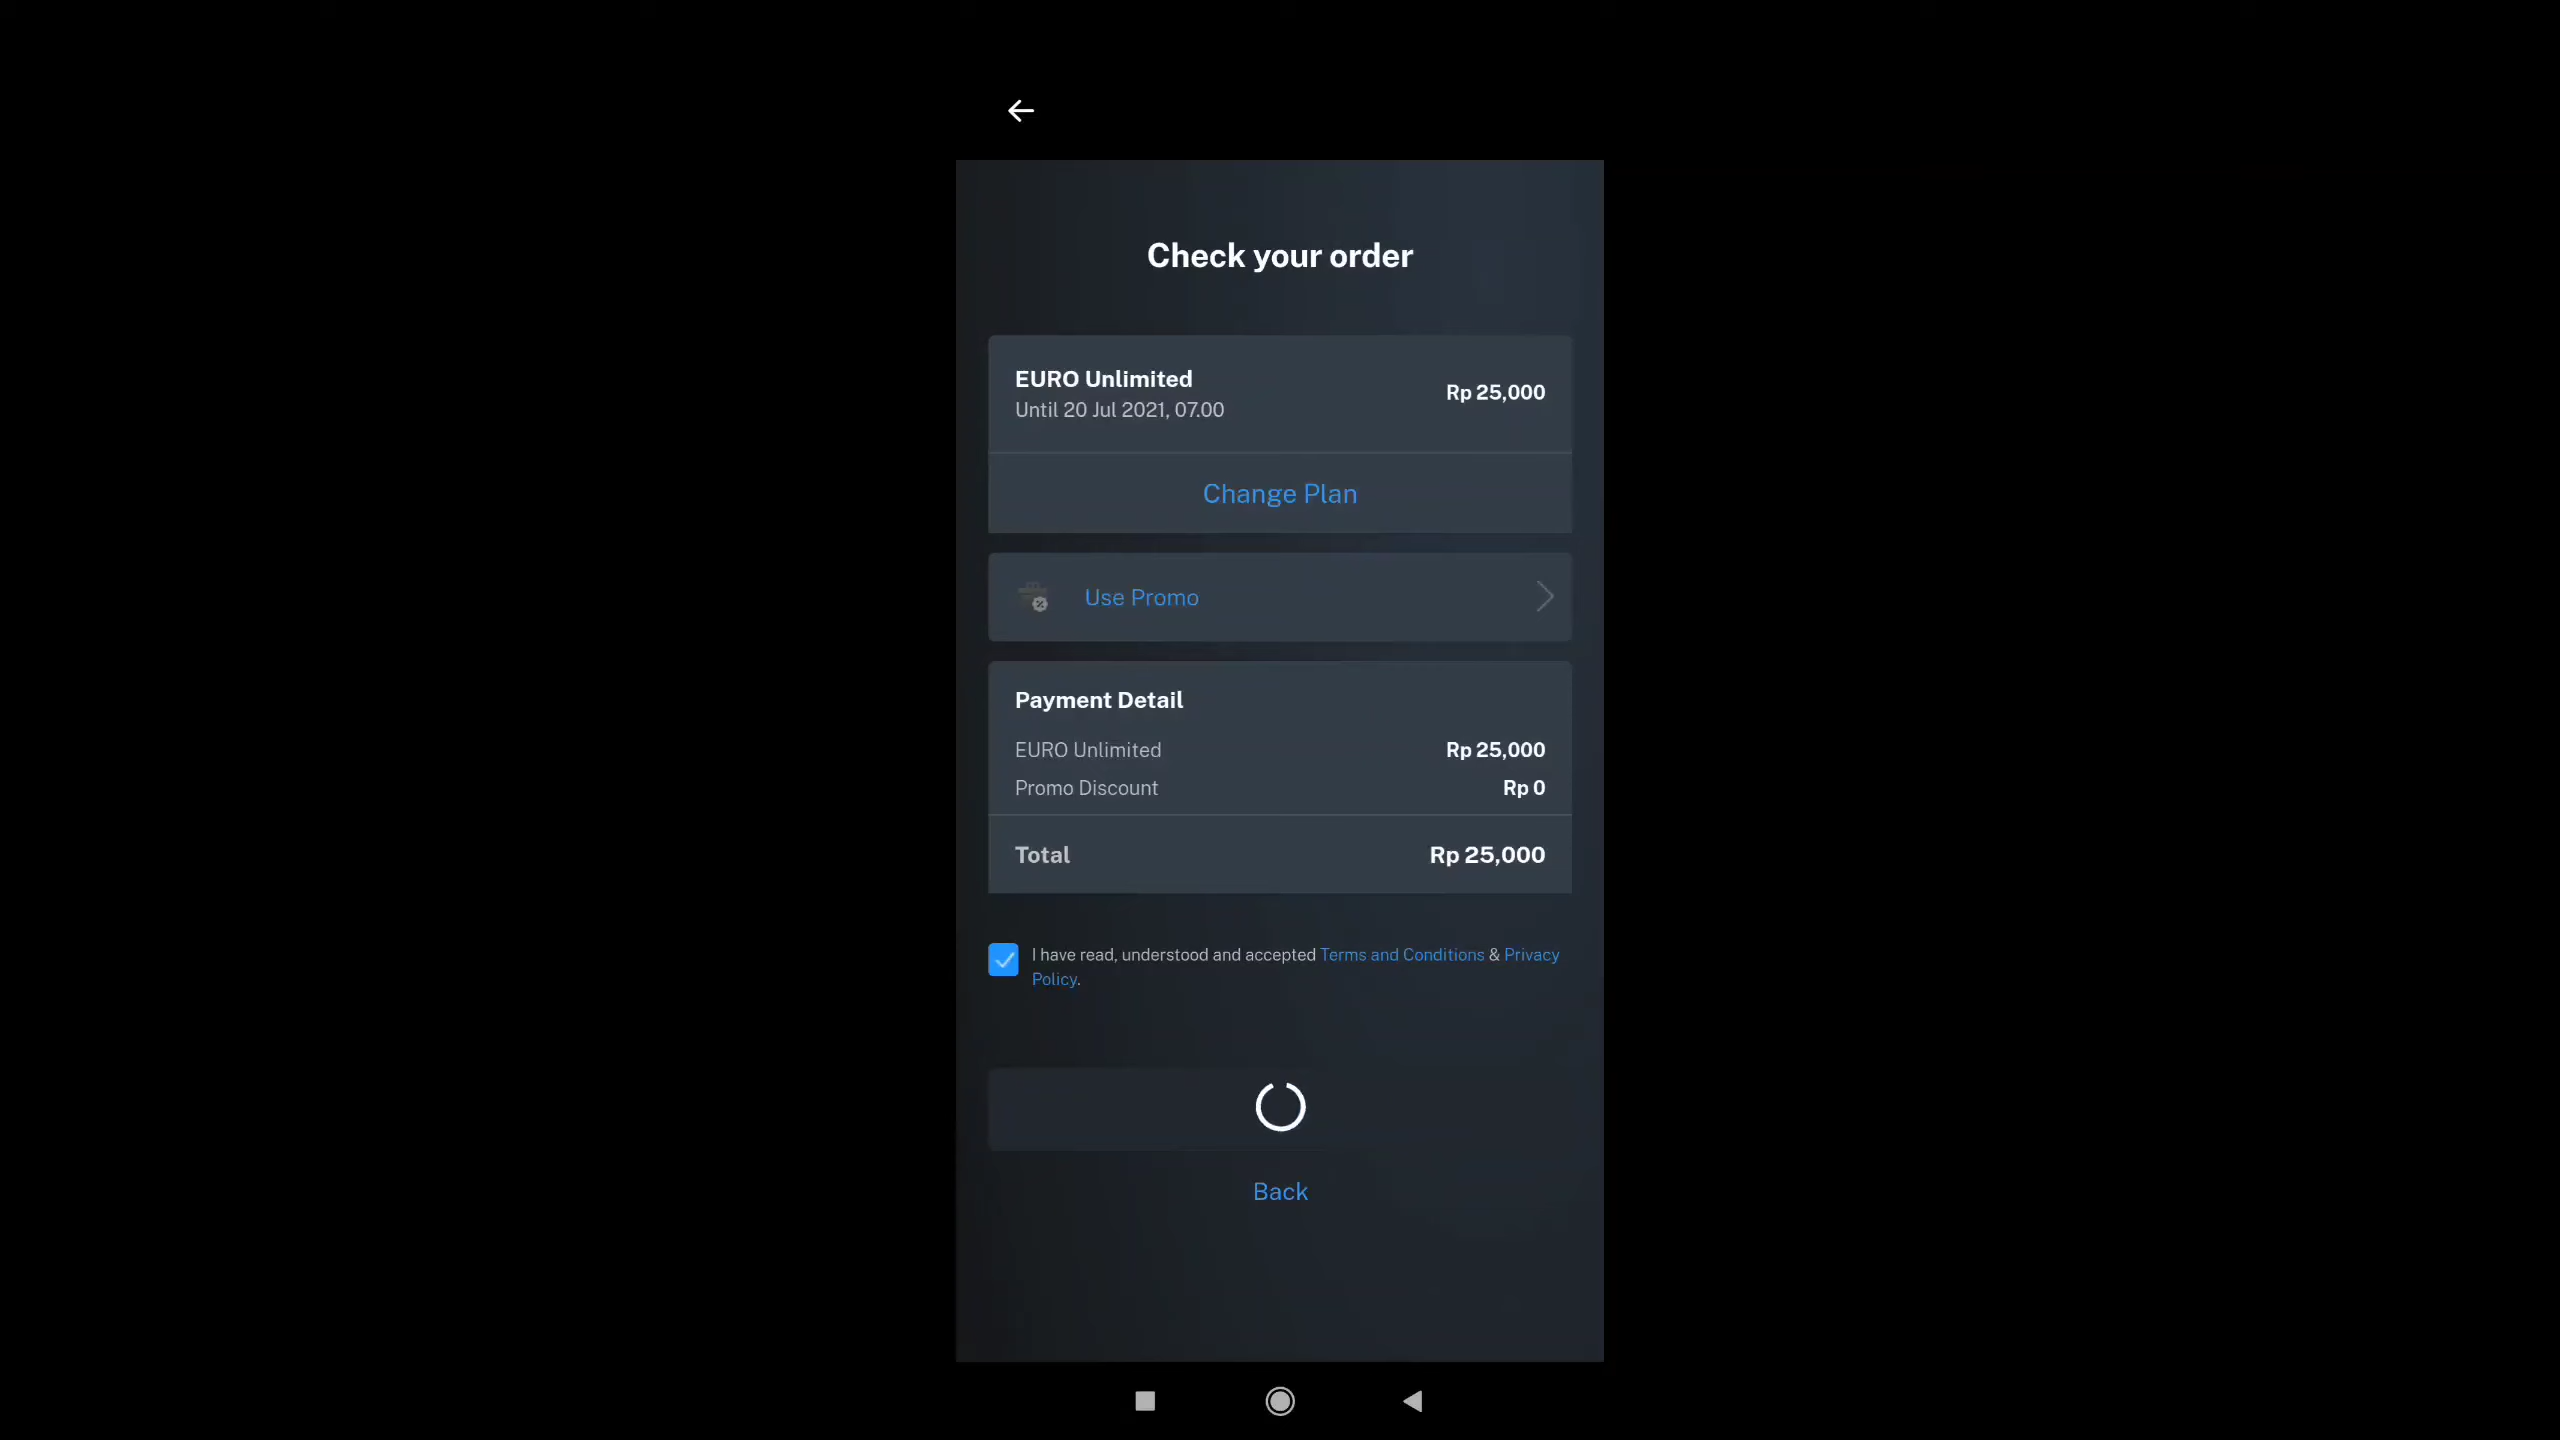 Check your order
EURO Unlimited
Until 20 Jul 2021, 07.00
Rp 25,000
Change Plan
Use Promo
Payment Detail
EURO Unlimited Rp 25,000
Promo Discount Rp 0
Total Rp 25,000
I have read, understood and accepted Terms and Conditions & Privacy
Policy.
Back